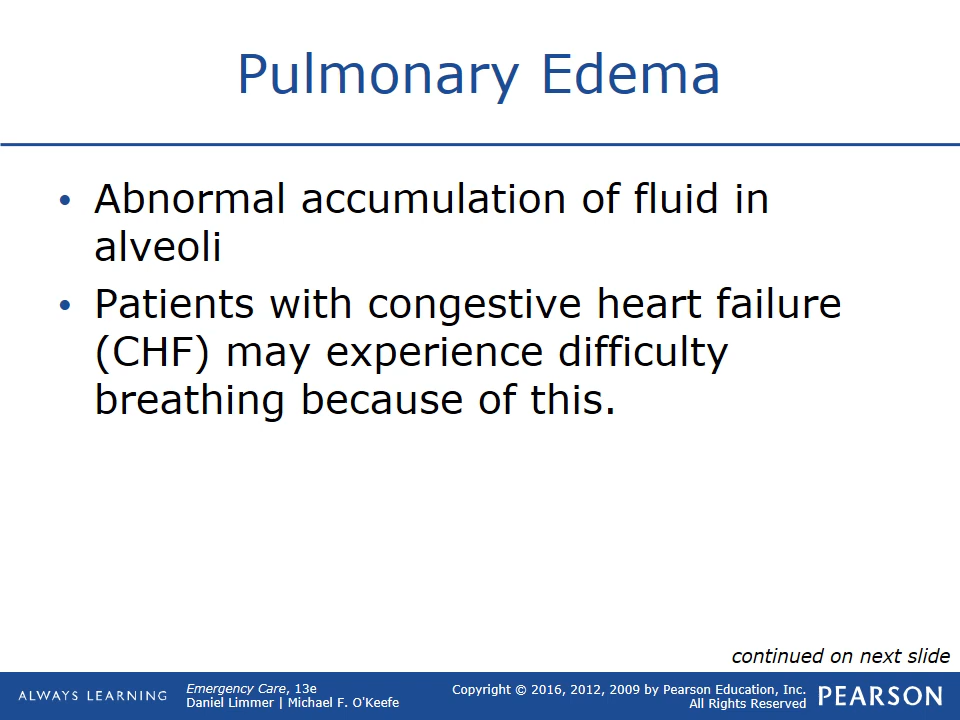 Pulmonary Edema
• Abnormal accumulation of fluid in
alveoli
• Patients with congestive heart failure
(CHF) may experience difficulty
breathing because of this.
continued on next slide
ALWAYS LEARNING
Emergency Care, 13e
Daniel Limmer | Michael F. O'Keefe
Copyright © 2016, 2012, 2009 by Pearson Education, Inc.
All Rights Reserved
PEARSON